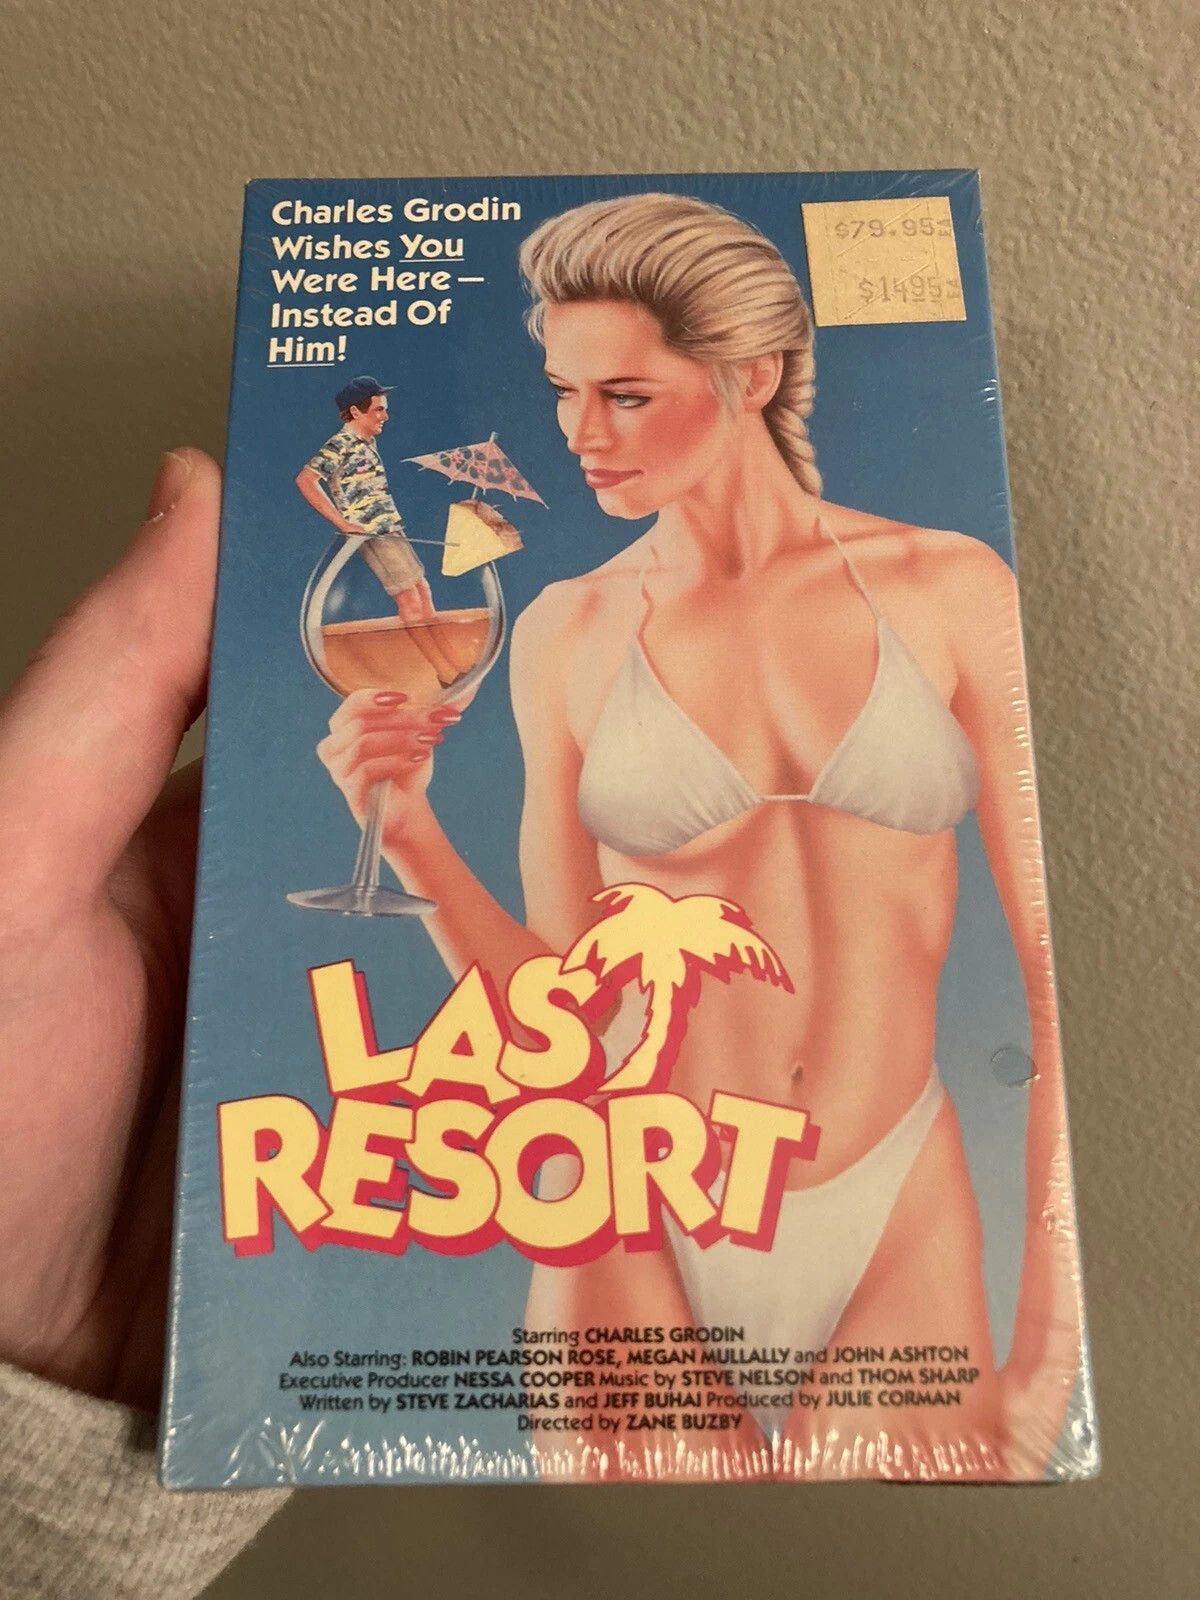 Charles Grodin
Wishes You
Were Here —
Instead Of
Him!
$79.95
$14.95
LAST
RESORT
Starring CHARLES GRODIN
Also Starring: ROBIN PEARSON ROSE, MEGAN MULLALLY and JOHN ASHTON
Executive Producer NESSA COOPER Music by STEVE NELSON and THOM SHARP
Written by STEVE ZACHARIAS and JEFF BUHAI Produced by JULIE CORMAN
Directed by ZANE BUZBY